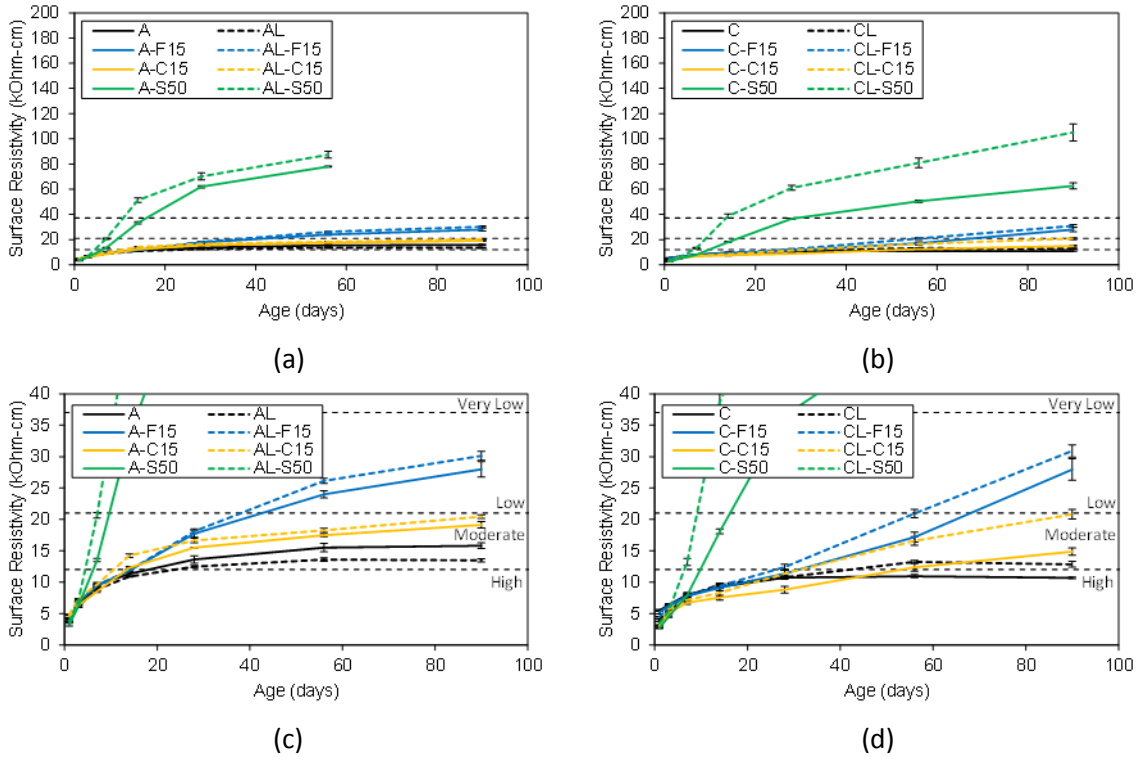 200
180
160
140
120
100
80
60
40
20
0
Surface Resistivity (kOhm-cm)
A AL
A-F15 AL-F15
A-C15 AL-C15
A-S50 AL-S50
0 20 40 60 80 100
Age (days)
(a)
200
180
160
140
120
100
80
60
40
20
0
Surface Resistivity (kOhm-cm)
C CL
C-F15 CL-F15
C-C15 CL-C15
C-S50 CL-S50
0 20 40 60 80 100
Age (days)
(b)
40
35
30
25
20
15
10
5
0
Surface Resistivity (kOhm-cm)
A AL
A-F15 AL-F15
A-C15 AL-C15
A-S50 AL-S50
Very Low
Low
Moderate
High
0 20 40 60 80 100
Age (days)
(c)
40
35
30
25
20
15
10
5
0
Surface Resistivity (kOhm-cm)
C CL
C-F15 CL-F15
C-C15 CL-C15
C-S50 CL-S50
Very Low
Low
Moderate
High
0 20 40 60 80 100
Age (days)
(d)